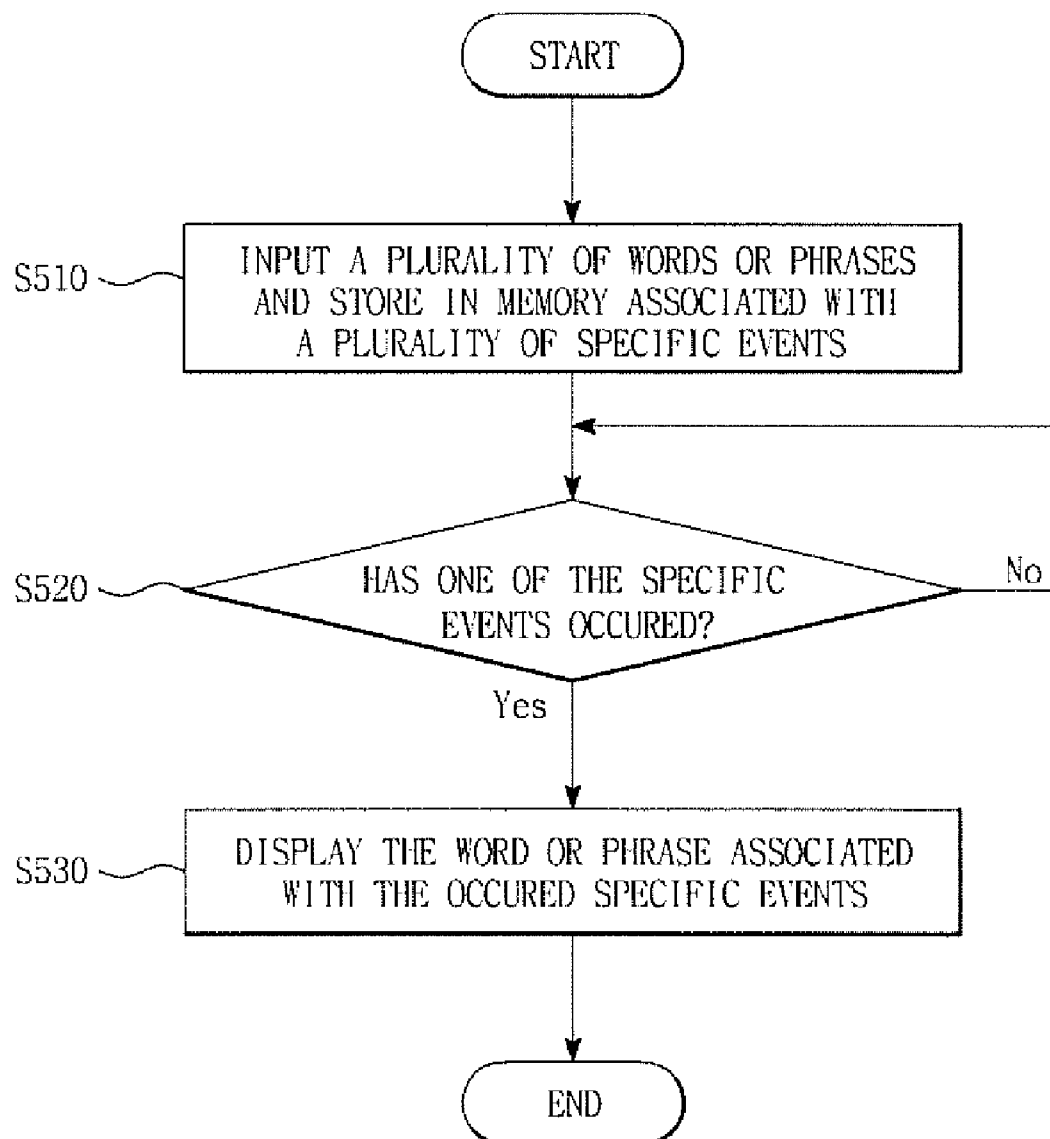 START
S510
INPUT A PLURALITY OF WORDS OR PHRASES
AND STORE IN MEMORY ASSOCIATED WITH
A PLURALITY OF SPECIFIC EVENTS
S520
HAS ONE OF THE SPECIFIC
EVENTS OCCURED?
No
Yes
S530
DISPLAY THE WORD OR PHRASE ASSOCIATED
WITH THE OCCURED SPECIFIC EVENTS
END